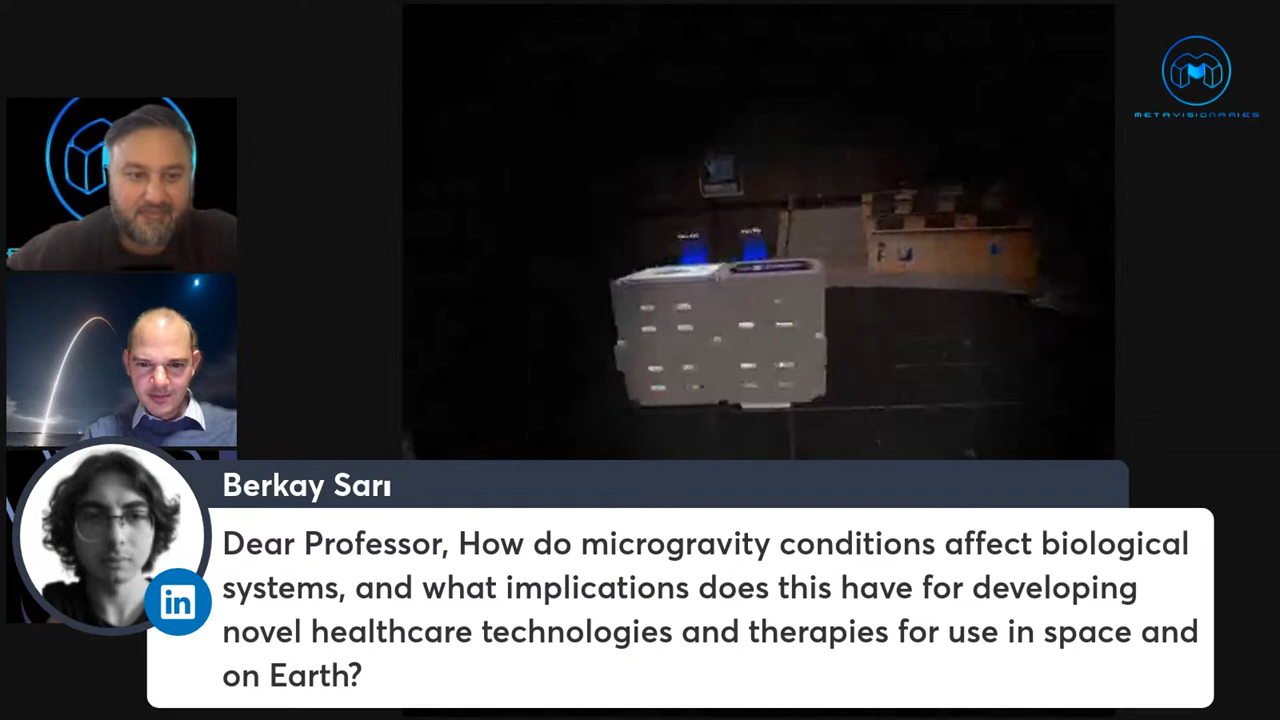 METAVISIONARIES
Berkay Sarı
Dear Professor, How do microgravity conditions affect biological
systems, and what implications does this have for developing
novel healthcare technologies and therapies for use in space and
on Earth?
in